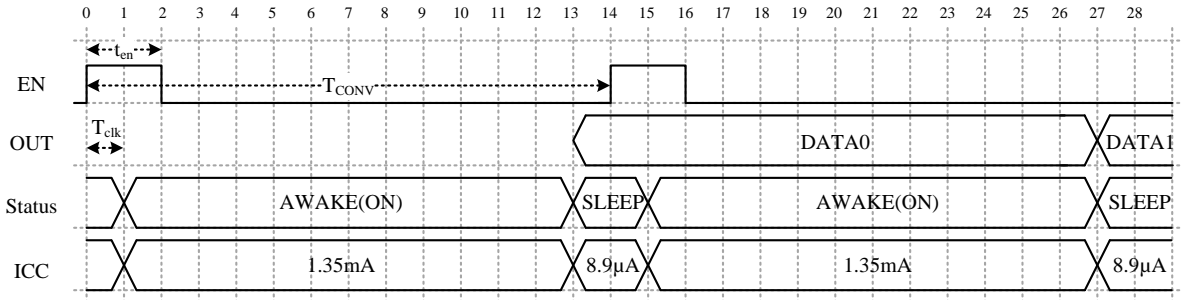 0 1 2 3 4 5 6 7 8 9 10 11 12 13 14 15 16 17 18 19 20 21 22 23 24 25 26 27 28
ten
EN
TCONV
Tclk
OUT DATA0 DATA1
Status AWAKE(ON) SLEEP AWAKE(ON) SLEEP
ICC 1.35mA 8.9μA 1.35mA 8.9μA